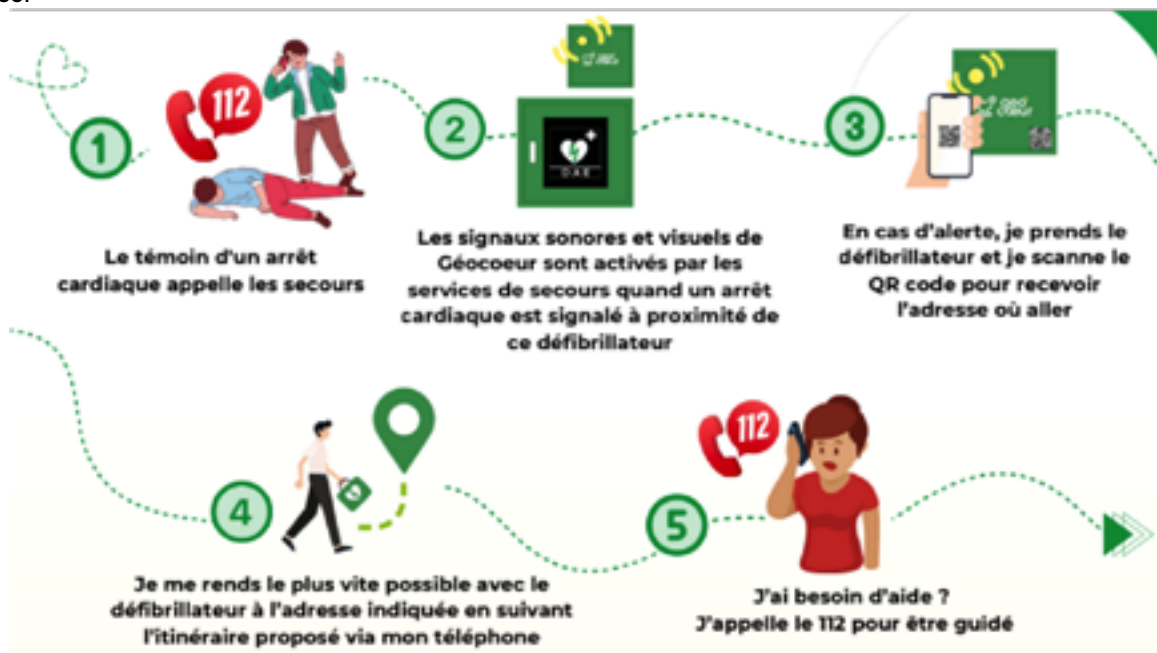 112
1
Le témoin d'un arrêt
cardiaque appelle les secours
2
DAE
Les signaux sonores et visuels de
Géocoeur sont activés par les
services de secours quand un arrêt
cardiaque est signalé à proximité de
ce défibrillateur
3
En cas d'alerte, je prends le
défibrillateur et je scanne le
QR code pour recevoir
l'adresse où aller
4
Je me rends le plus vite possible avec le
défibrillateur à l'adresse indiquée en suivant
l'itinéraire proposé via mon téléphone
112
5
J'ai besoin d'aide ?
J'appelle le 112 pour être guidé